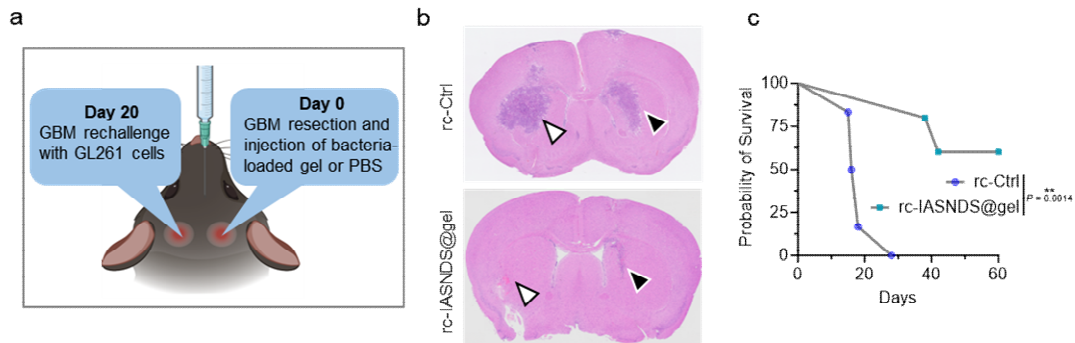 a
Day 20
GBM rechallenge
with GL261 cells
Day 0
GBM resection and
injection of bacteria-
loaded gel or PBS
b
rc-Ctrl
rc-IASNDS@gel
c
Probability of Survival
100
75
50
25
0
0
20
40
60
Days
rc-Ctrl
rc-IASNDS@gel
**
P = 0.0014